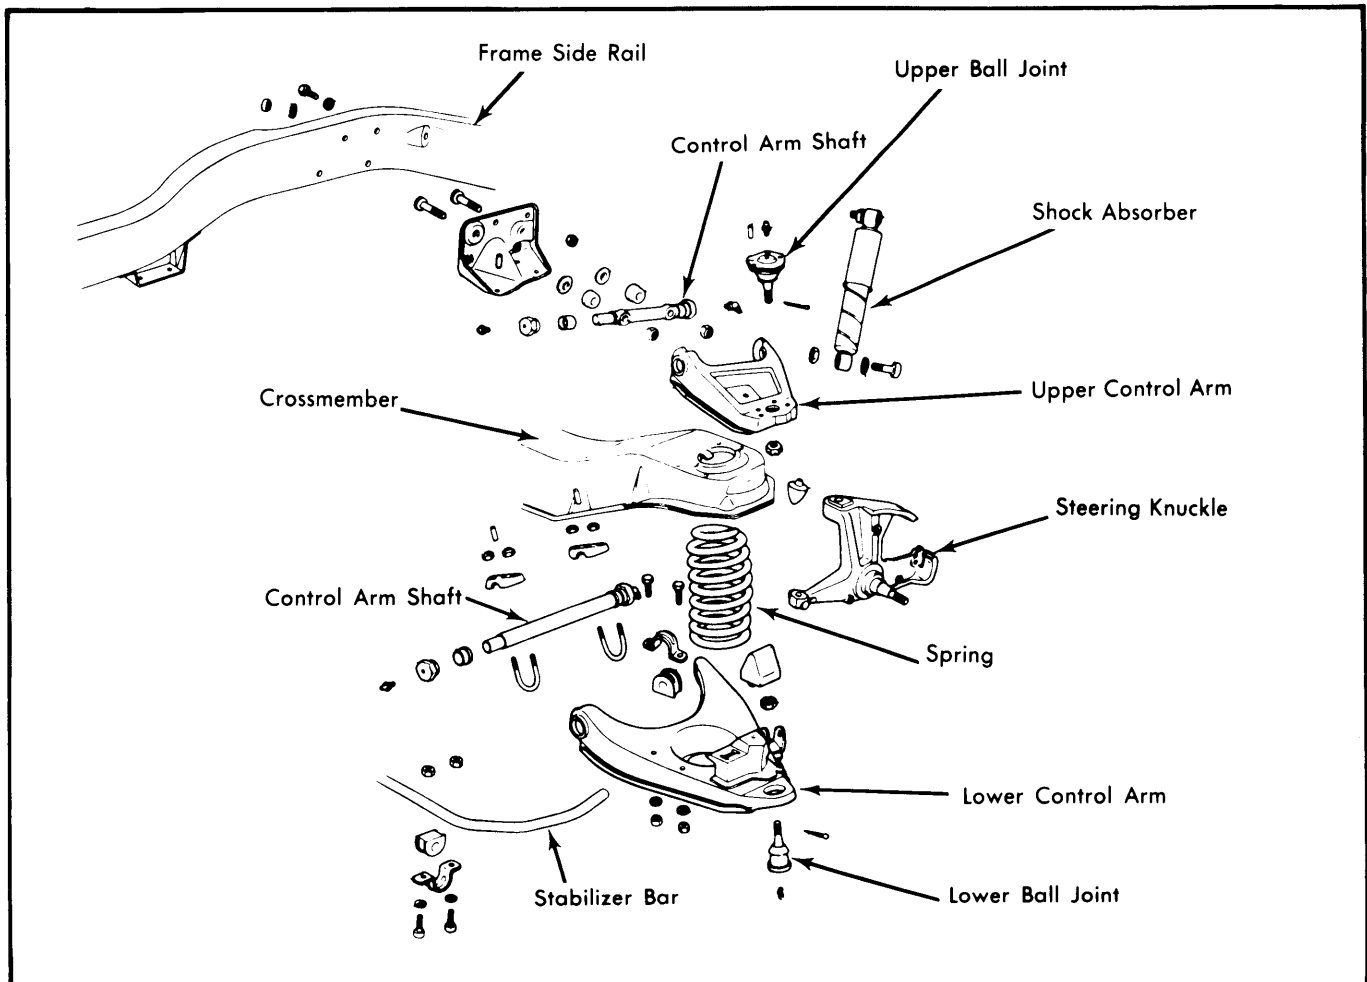 Frame Side Rail
Upper Ball Joint
Control Arm Shaft
Shock Absorber
Upper Control Arm
Crossmember
Steering Knuckle
Control Arm Shaft
Spring
Lower Control Arm
Stabilizer Bar
Lower Ball Joint